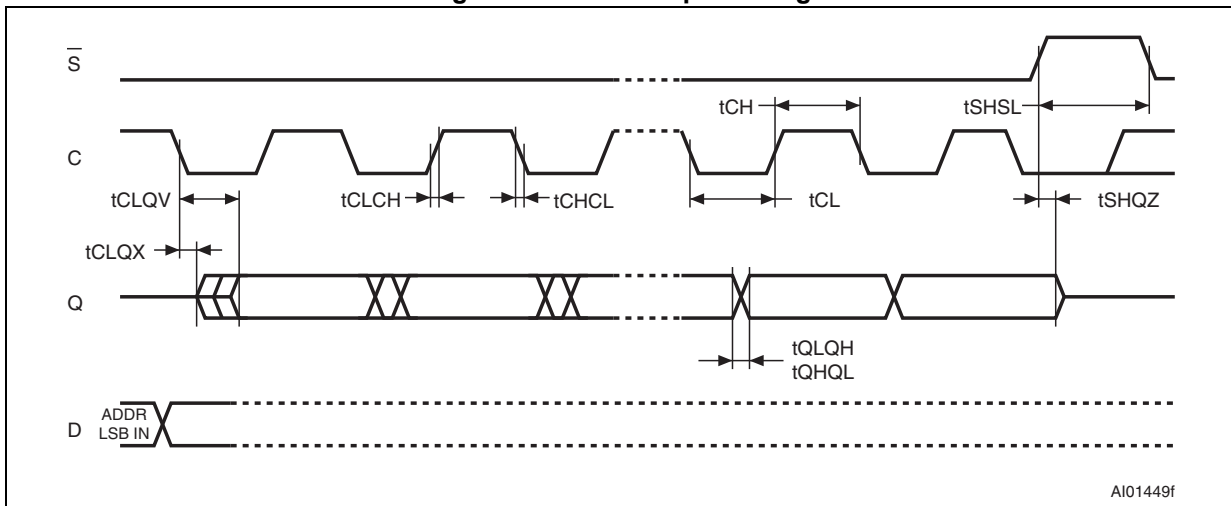 S
tCH
tSHSL
C
tCLQV
tCLCH
tCHCL
tCL
tSHQZ
tCLQX
Q
tQLQH
tQHQL
ADDR
D
LSB IN
AI01449f